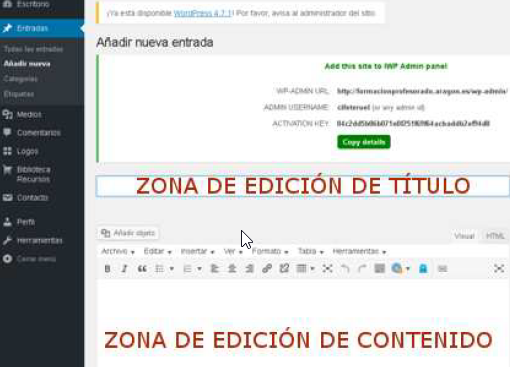 Escritorio
¡Ya está disponible WordPress 4.7.1! Por favor, avisa al administrador del sitio.
Entradas
Todas las entradas
Añadir nueva
Categorías
Etiquetas
Medios
Comentarios
Logos
Biblioteca
Recursos
Contacto
Perfil
Herramientas
Cerrar menú
Añadir nueva entrada
Add this site to IWP Admin panel
WP-ADMIN URL: http://formacionprofesorado.aragon.es/wp-admin/
ADMIN USERNAME: cifeteruel (or any admin id)
ACTIVATION KEY:
Copy details
ZONA DE EDICIÓN DE TÍTULO
Añadir objeto
Visual HTML
Archivo Editar Insertar Ver Formato Tabla Herramientas
ZONA DE EDICIÓN DE CONTENIDO